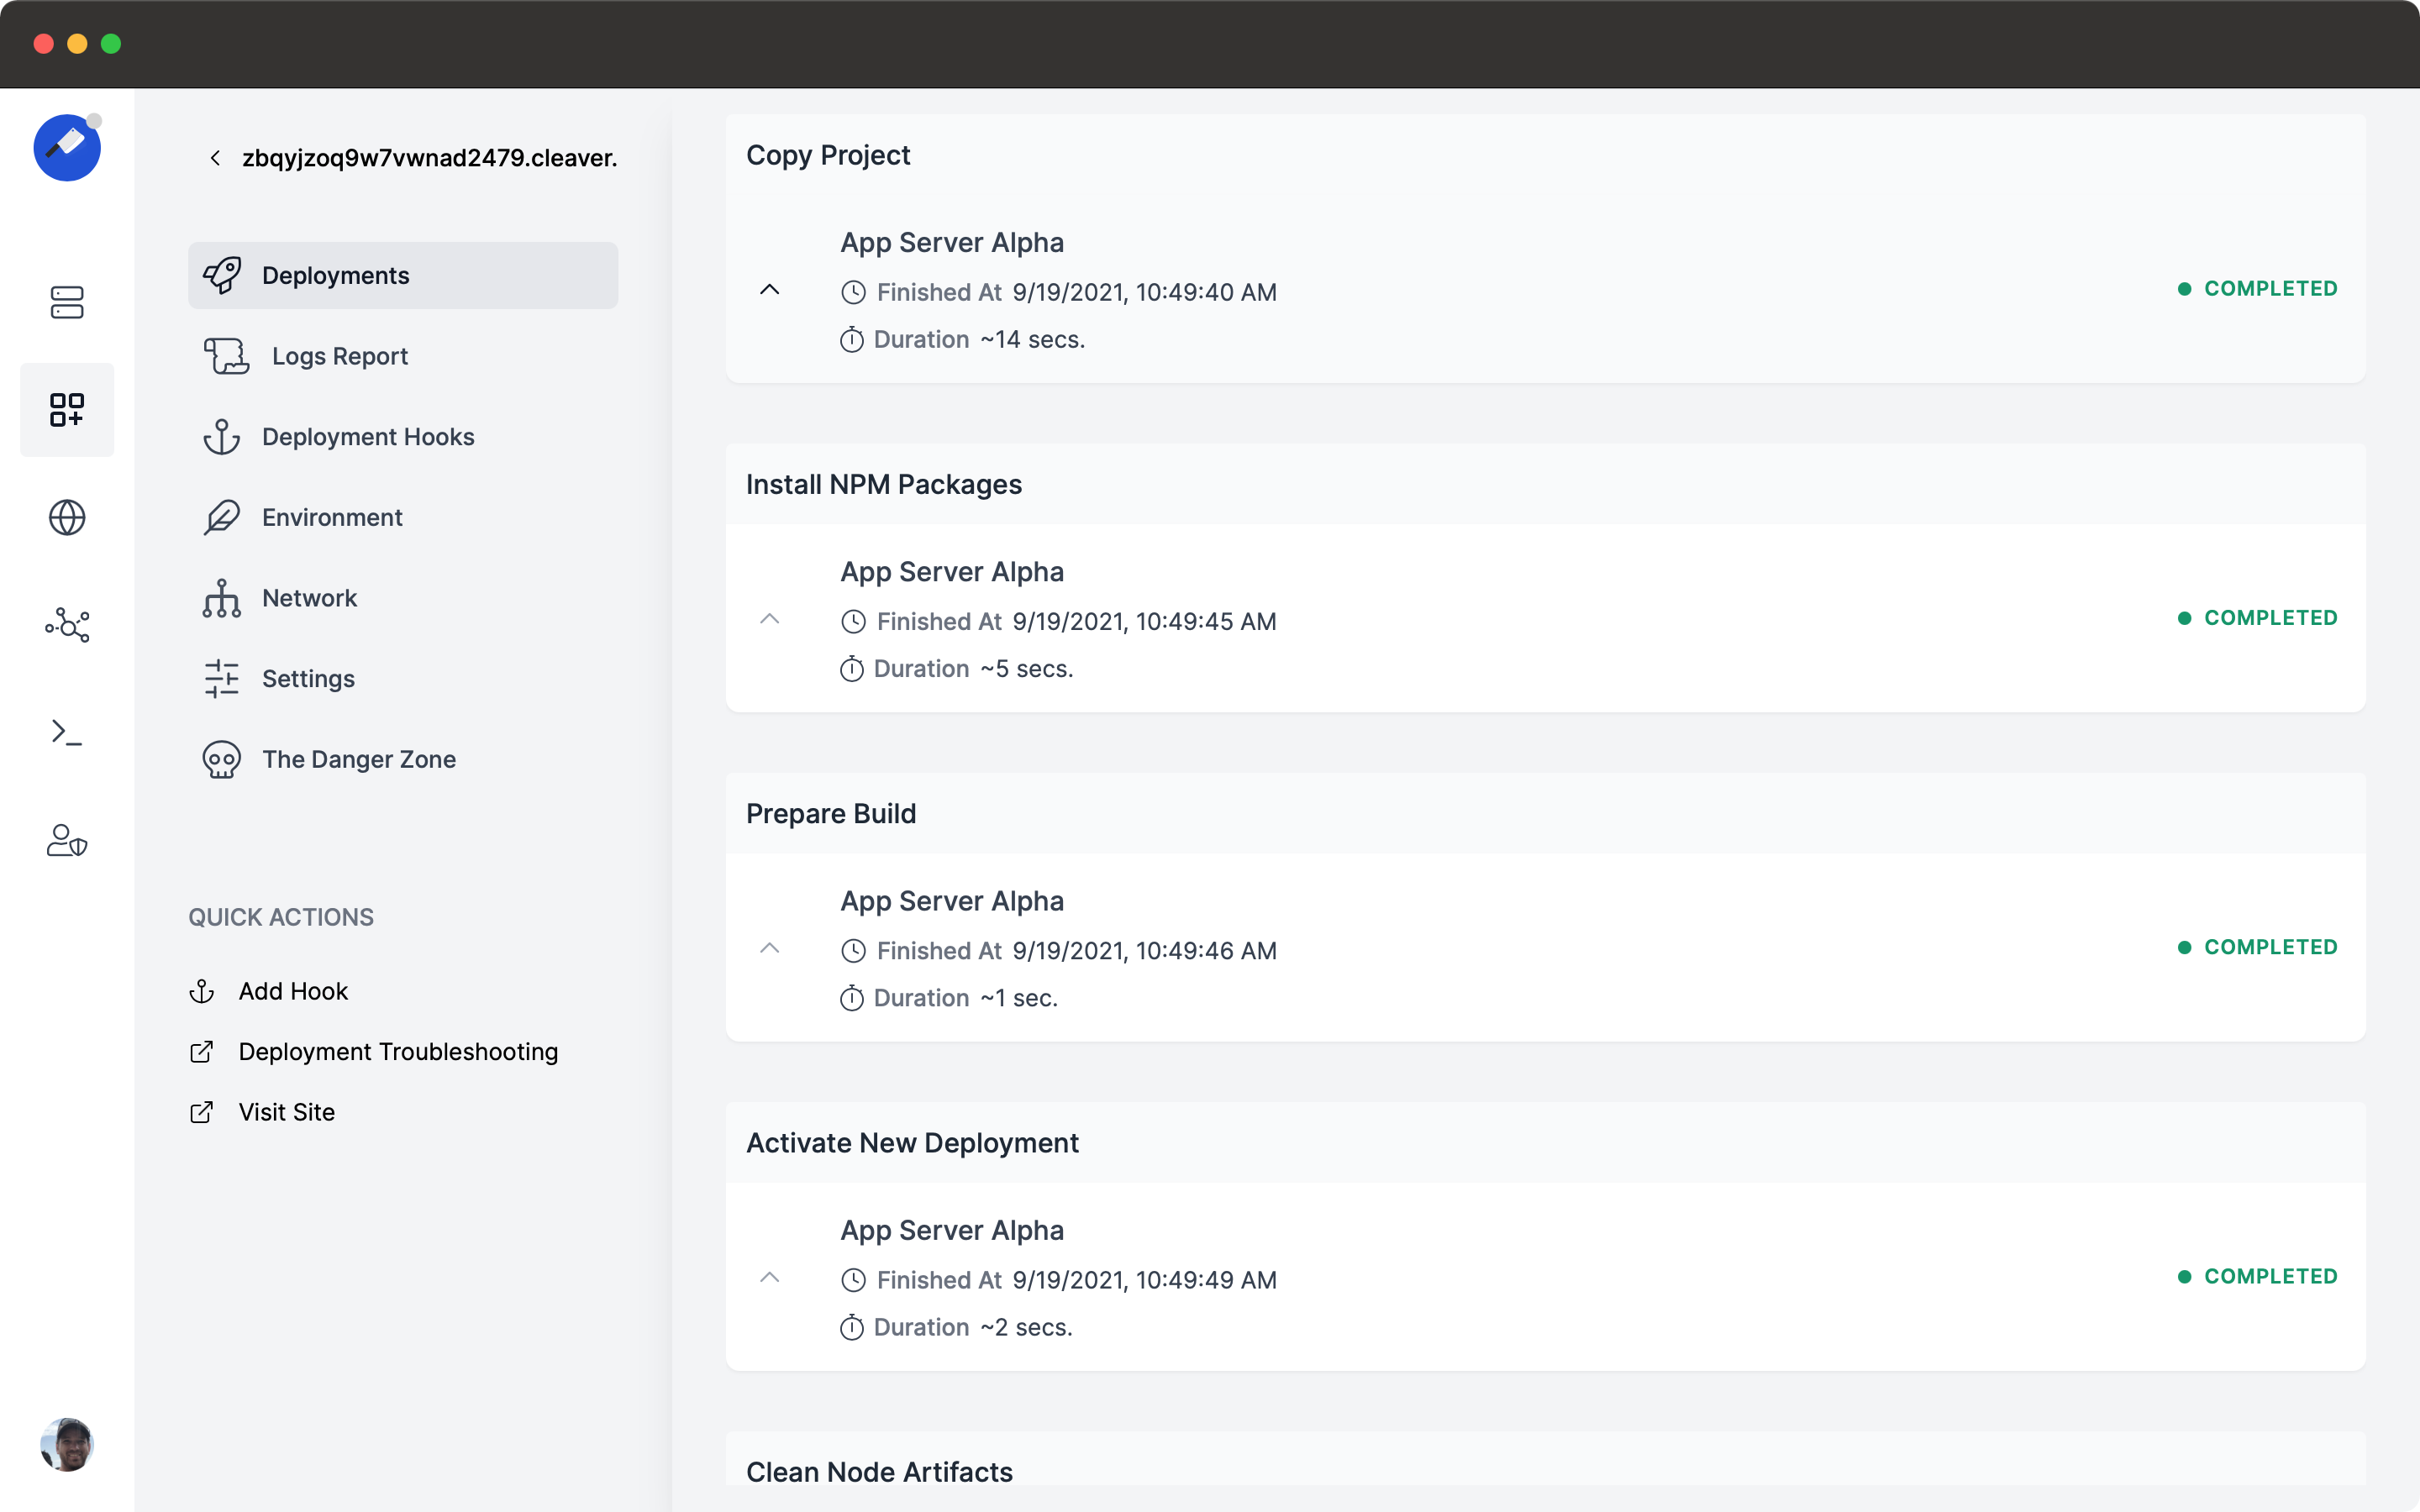 zbqyjzoq9w7vwnad2479.cleaver.
Deployments
Logs Report
Deployment Hooks
Environment
Network
Settings
The Danger Zone
QUICK ACTIONS
Add Hook
Deployment Troubleshooting
Visit Site
Copy Project
App Server Alpha
Finished At 9/19/2021, 10:49:40 AM
Duration ~14 secs.
COMPLETED
Install NPM Packages
App Server Alpha
Finished At 9/19/2021, 10:49:45 AM
Duration ~5 secs.
COMPLETED
Prepare Build
App Server Alpha
Finished At 9/19/2021, 10:49:46 AM
Duration ~1 sec.
COMPLETED
Activate New Deployment
App Server Alpha
Finished At 9/19/2021, 10:49:49 AM
Duration ~2 secs.
COMPLETED
Clean Node Artifacts